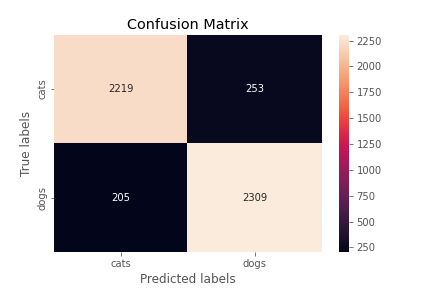 Confusion Matrix
True labels
cats
2219
253
dogs
205
2309
cats
dogs
Predicted labels
2250
2000
1750
1500
1250
1000
750
500
250